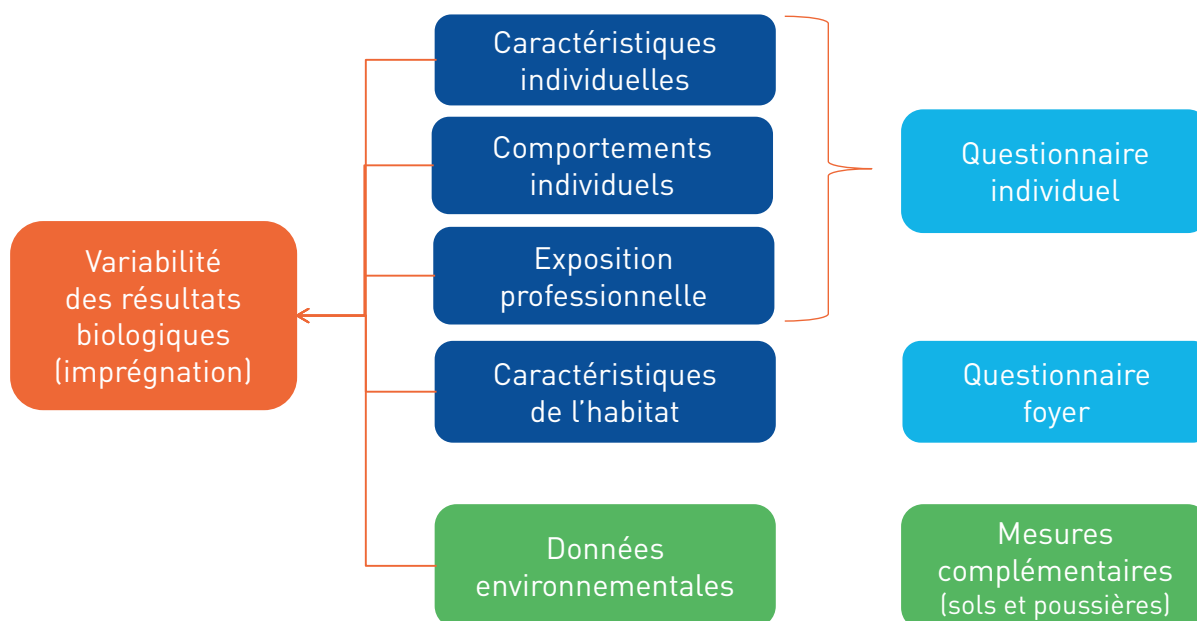 Caractéristiques
individuelles
Comportements
individuels
Exposition
professionnelle
Questionnaire
individuel
Variabilité
des résultats
biologiques
(imprégnation)
Caractéristiques
de l’habitat
Questionnaire
foyer
Données
environnementales
Mesures
complémentaires
(sols et poussières)